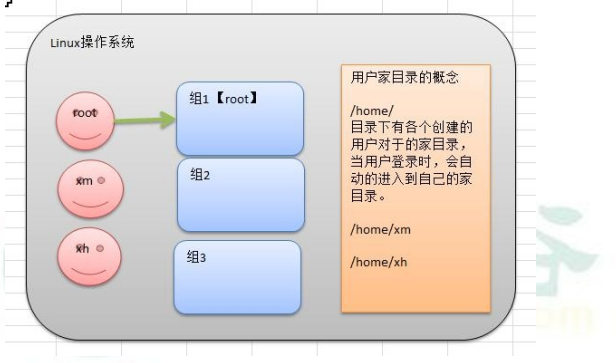 Linux操作系统
root
xm
xh
组1【root】
组2
组3
用户家目录的概念
/home/
目录下有各个创建的
用户对于的家目录,
当用户登录时，会自
动的进入到自己的家
目录。
/home/xm
/home/xh